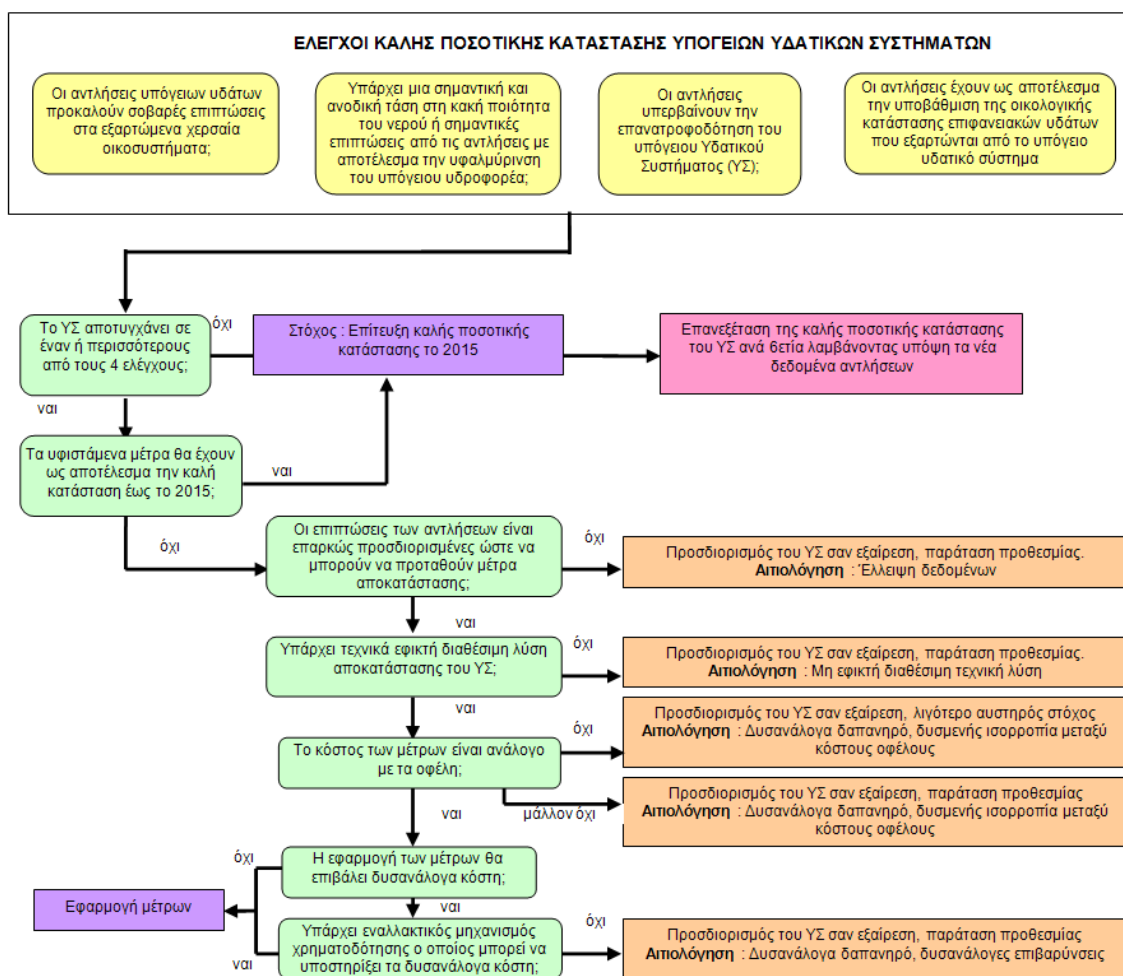 ΕΛΕΓΧΟΙ ΚΑΛΗΣ ΠΟΣΟΤΙΚΗΣ ΚΑΤΑΣΤΑΣΗΣ ΥΠΟΓΕΙΩΝ ΥΔΑΤΙΚΩΝ ΣΥΣΤΗΜΑΤΩΝ
Οι αντλήσεις υπόγειων υδάτων
προκαλούν σοβαρές επιπτώσεις
στα εξαρτώμενα χερσαία
οικοσυστήματα;
Υπάρχει μια σημαντική και
ανοδική τάση στη κακή ποιότητα
του νερού ή σημαντικές
επιπτώσεις από τις αντλήσεις με
αποτέλεσμα την υφαλμύρινση
του υπόγειου υδροφορέα;
Οι αντλήσεις
υπερβαίνουν την
επανατροφοδότηση του
υπόγειου Υδατικού
Συστήματος (ΥΣ);
Οι αντλήσεις έχουν ως αποτέλεσμα
την υποβάθμιση της οικολογικής
κατάστασης επιφανειακών υδάτων
που εξαρτώνται από το υπόγειο
υδατικό σύστημα
Το ΥΣ αποτυγχάνει σε
έναν ή περισσότερους
από τους 4 ελέγχους;
όχι
Στόχος : Επίτευξη καλής ποσοτικής
κατάστασης το 2015
Επανεξέταση της καλής ποσοτικής κατάστασης
του ΥΣ ανά 6ετία λαμβάνοντας υπόψη τα νέα
δεδομένα αντλήσεων
ναι
Τα υφιστάμενα μέτρα θα έχουν
ως αποτέλεσμα την καλή
κατάσταση έως το 2015;
ναι
όχι
Οι επιπτώσεις των αντλήσεων είναι
επαρκώς προσδιορισμένες ώστε να
μπορούν να προταθούν μέτρα
αποκατάστασης;
όχι
Προσδιορισμός του ΥΣ σαν εξαίρεση, παράταση προθεσμίας.
Αιτιολόγηση : Έλλειψη δεδομένων
ναι
Υπάρχει τεχνικά εφικτή διαθέσιμη λύση
αποκατάστασης του ΥΣ;
όχι
Προσδιορισμός του ΥΣ σαν εξαίρεση, παράταση προθεσμίας.
Αιτιολόγηση : Μη εφικτή διαθέσιμη τεχνική λύση
ναι
Το κόστος των μέτρων είναι ανάλογο
με τα οφέλη;
όχι
Προσδιορισμός του ΥΣ σαν εξαίρεση, λιγότερο αυστηρός στόχος
Αιτιολόγηση : Δυσανάλογα δαπανηρό, δυσμενής ισορροπία μεταξύ
κόστους οφέλους
μάλλον όχι
Προσδιορισμός του ΥΣ σαν εξαίρεση, παράταση προθεσμίας
Αιτιολόγηση : Δυσανάλογα δαπανηρό, δυσμενής ισορροπία μεταξύ
κόστους οφέλους
ναι
Η εφαρμογή των μέτρων θα
επιβάλει δυσανάλογα κόστη;
όχι
Εφαρμογή μέτρων
ναι
Υπάρχει εναλλακτικός μηχανισμός
χρηματοδότησης ο οποίος μπορεί να
υποστηρίξει τα δυσανάλογα κόστη;
ναι
όχι
Προσδιορισμός του ΥΣ σαν εξαίρεση, παράταση προθεσμίας
Αιτιολόγηση : Δυσανάλογα δαπανηρό, δυσανάλογες επιβαρύνσεις